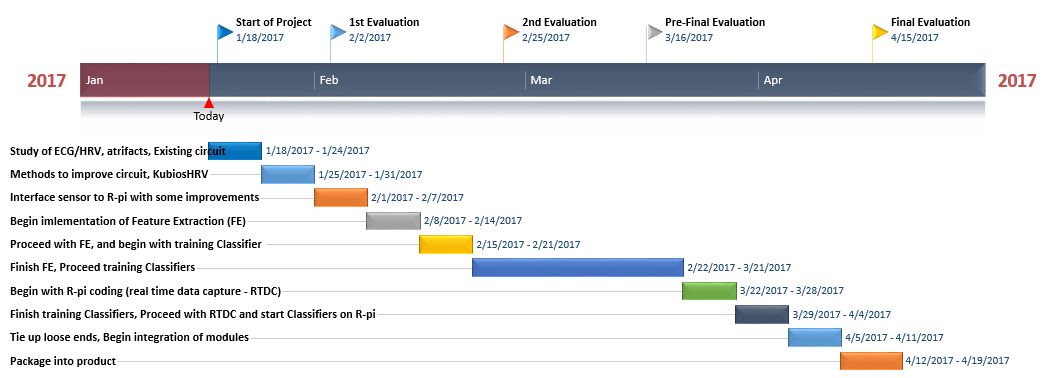 Start of Project
1/18/2017
1st Evaluation
2/2/2017
2nd Evaluation
2/25/2017
Pre-Final Evaluation
3/16/2017
Final Evaluation
4/15/2017
2017 Jan Feb Mar Apr 2017
Today
Study of ECG/HRV, atrifacts, Existing circuit 1/18/2017 - 1/24/2017
Methods to improve circuit, KubiosHRV 1/25/2017 - 1/31/2017
Interface sensor to R-pi with some improvements 2/1/2017 - 2/7/2017
Begin imlementation of Feature Extraction (FE) 2/8/2017 - 2/14/2017
Proceed with FE, and begin with training Classifier 2/15/2017 - 2/21/2017
Finish FE, Proceed training Classifiers 2/22/2017 - 3/21/2017
Begin with R-pi coding (real time data capture - RTDC) 3/22/2017 - 3/28/2017
Finish training Classifiers, Proceed with RTDC and start Classifiers on R-pi 3/29/2017 - 4/4/2017
Tie up loose ends, Begin integration of modules 4/5/2017 - 4/11/2017
Package into product 4/12/2017 - 4/19/2017